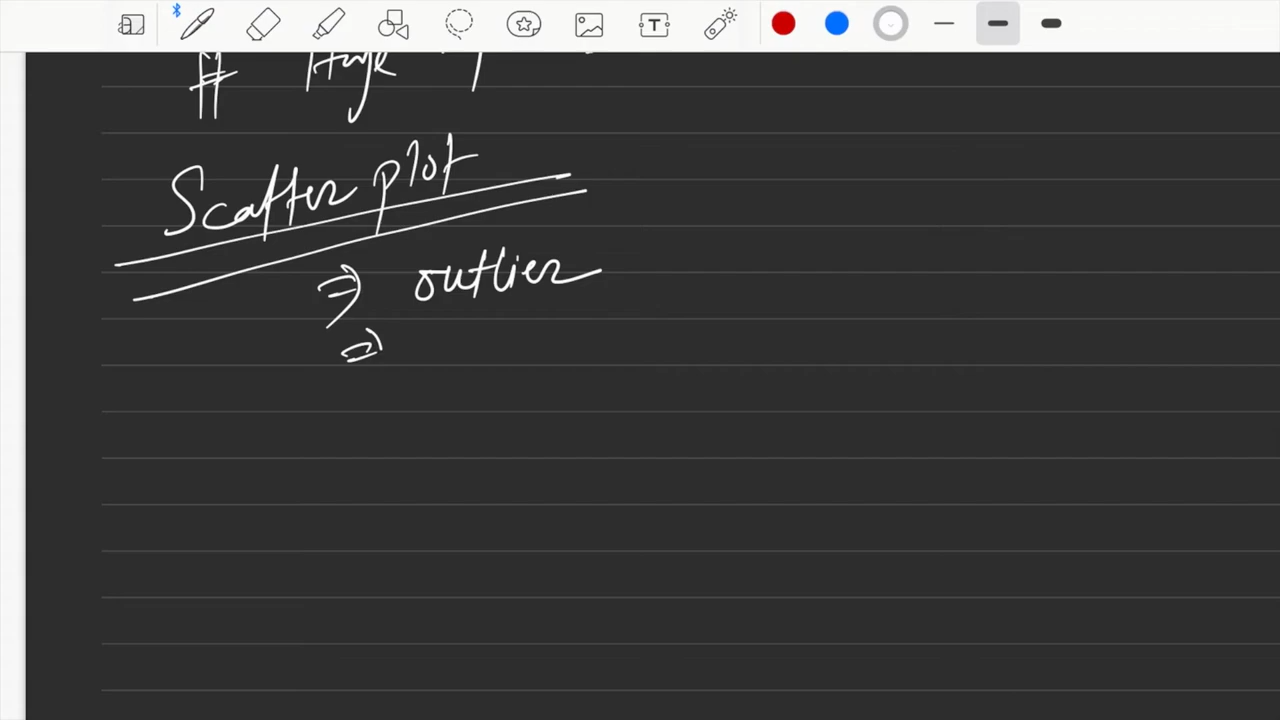 Scatter plot
⇒ outlier
⇒